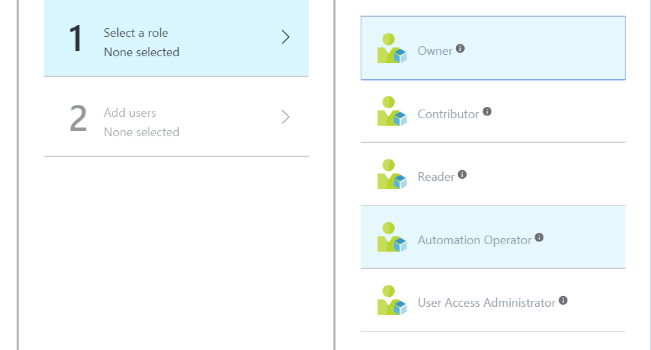 1
Select a role
None selected
2
Add users
None selected
Owner
Contributor
Reader
Automation Operator
User Access Administrator